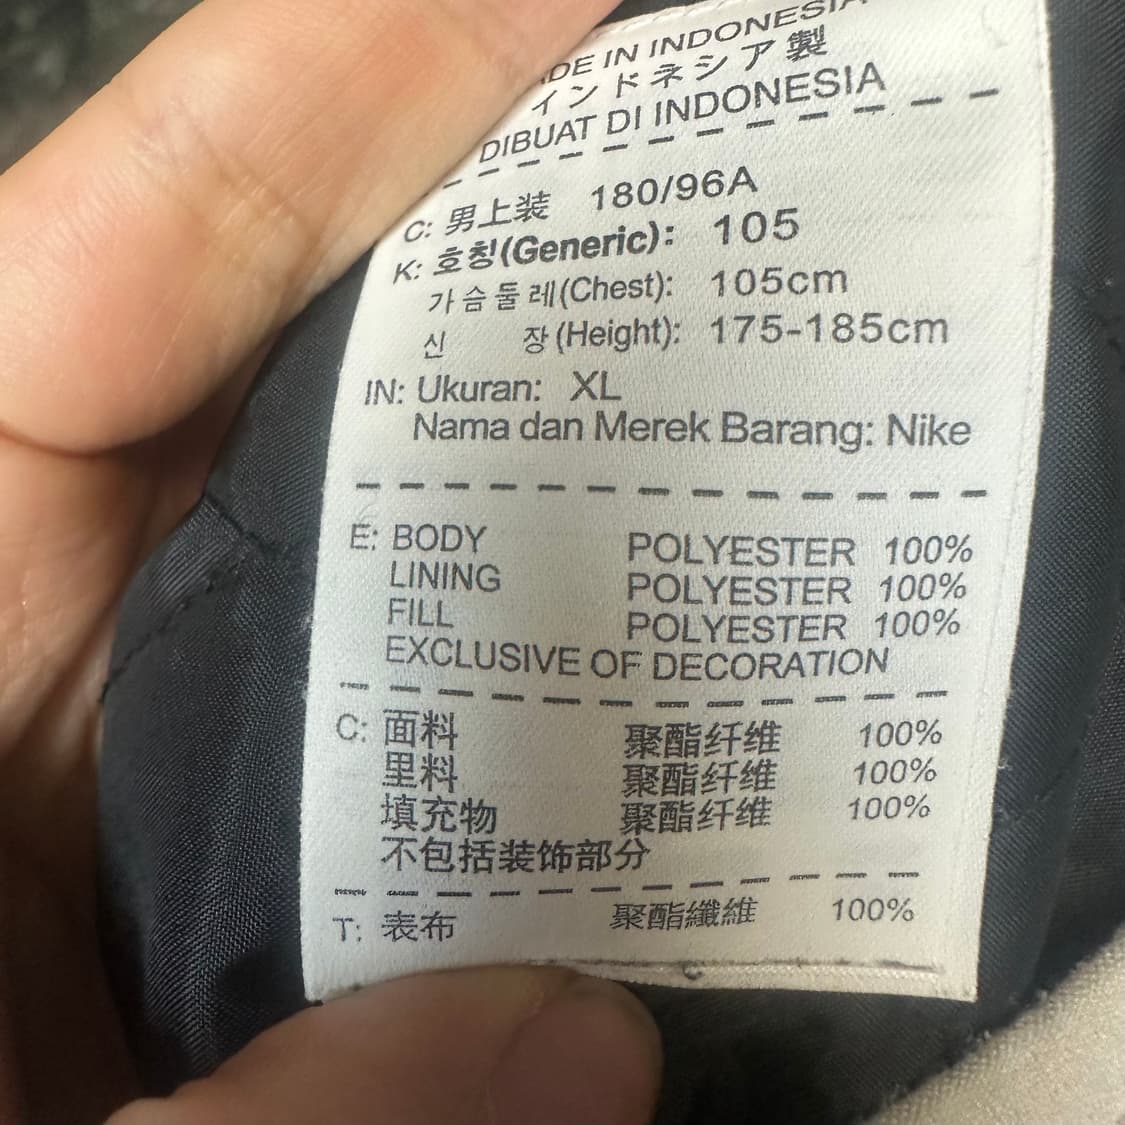 MADE IN INDONESIA
インドネシア製
DIBUAT DI INDONESIA
C: 男上装 180/96A
K: 호칭(Generic): 105
가슴둘레(Chest): 105cm
신 장(Height): 175-185cm
IN: Ukuran: XL
Nama dan Merek Barang: Nike
E: BODY POLYESTER 100%
LINING POLYESTER 100%
FILL POLYESTER 100%
EXCLUSIVE OF DECORATION
C: 面料 聚酯纤维 100%
里料 聚酯纤维 100%
填充物 聚酯纤维 100%
不包括装饰部分
T: 表布 聚酯纖維 100%